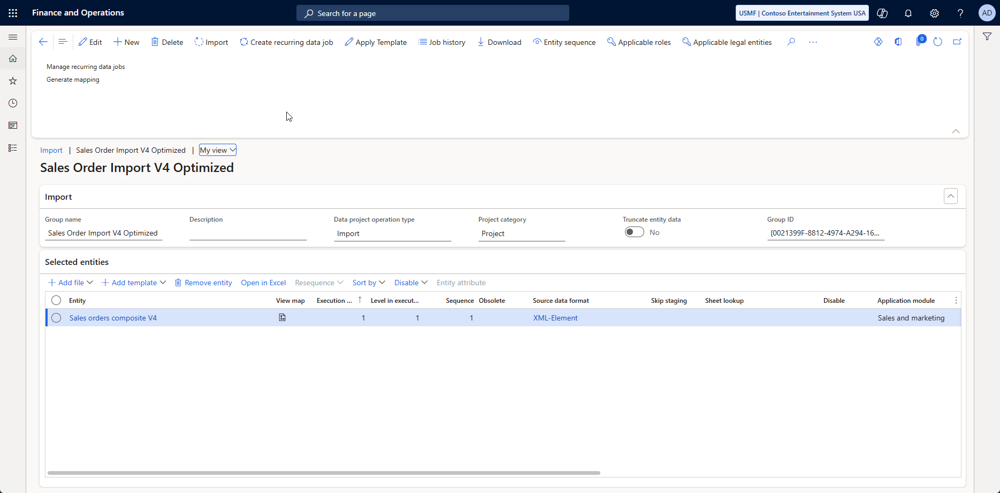 Finance and Operations
Search for a page
USMF | Contoso Entertainment System USA
AD
Edit
New
Delete
Import
Create recurring data job
Apply Template
Job history
Download
Entity sequence
Applicable roles
Applicable legal entities
0
Manage recurring data jobs
Generate mapping
Import | Sales Order Import V4 Optimized | My view
Sales Order Import V4 Optimized
Import
Group name
Description
Data project operation type
Project category
Truncate entity data
Group ID
Sales Order Import V4 Optimized
Import
Project
No
{0021399F-8812-4974-A294-16...
Selected entities
Add file
Add template
Remove entity
Open in Excel
Resequence
Sort by
Disable
Entity attribute
Entity
View map
Execution ...
Level in execut...
Sequence
Obsolete
Source data format
Skip staging
Sheet lookup
Disable
Application module
Sales orders composite V4
1
1
1
XML-Element
Sales and marketing